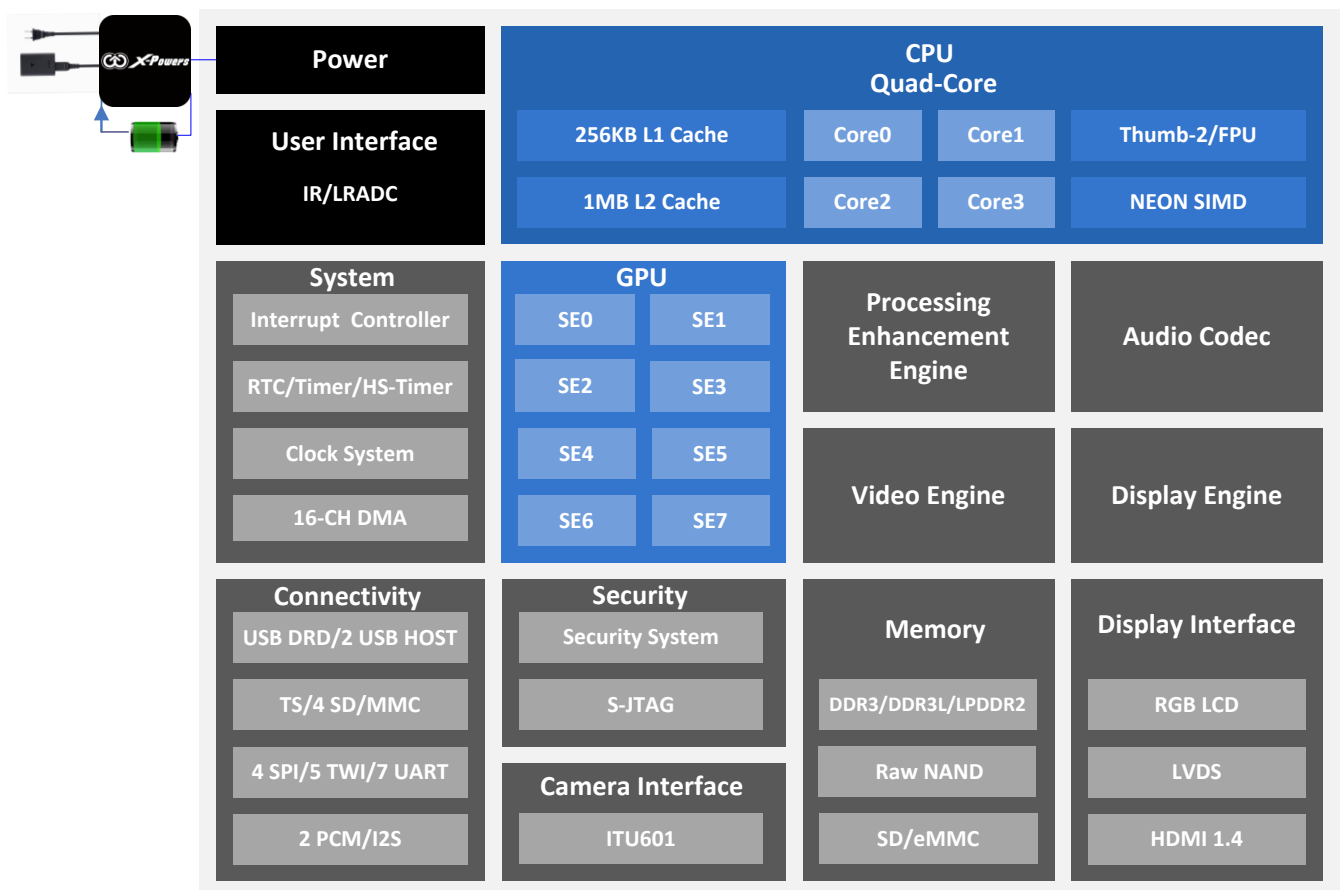 X-Powers
Power
User Interface
IR/LRADC
CPU
Quad-Core
256KB L1 Cache
Core0
Core1
Thumb-2/FPU
1MB L2 Cache
Core2
Core3
NEON SIMD
System
Interrupt Controller
RTC/Timer/HS-Timer
Clock System
16-CH DMA
GPU
SE0
SE1
SE2
SE3
SE4
SE5
SE6
SE7
Processing
Enhancement
Engine
Audio Codec
Video Engine
Display Engine
Connectivity
USB DRD/2 USB HOST
TS/4 SD/MMC
4 SPI/5 TWI/7 UART
2 PCM/I2S
Security
Security System
S-JTAG
Camera Interface
ITU601
Memory
DDR3/DDR3L/LPDDR2
Raw NAND
SD/eMMC
Display Interface
RGB LCD
LVDS
HDMI 1.4